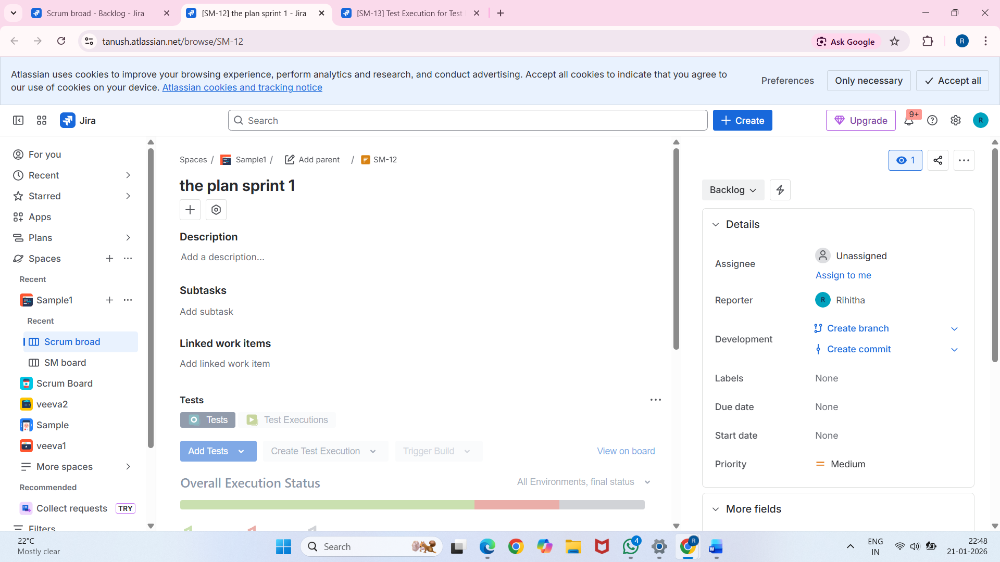 Scrum broad - Backlog - Jira
[SM-12] the plan sprint 1 - Jira
[SM-13] Test Execution for Test
tanush.atlassian.net/browse/SM-12
Ask Google
R
Atlassian uses cookies to improve your browsing experience, perform analytics and research, and conduct advertising. Accept all cookies to indicate that you agree to
our use of cookies on your device. Atlassian cookies and tracking notice
Preferences
Only necessary
Accept all
Jira
Search
Create
Upgrade
9+
R
For you
Recent
Starred
Apps
Plans
Spaces
Recent
Sample1
Recent
Scrum broad
SM board
Scrum Board
veeva2
Sample
veeva1
More spaces
Recommended
Collect requests TRY
Filters
Spaces / Sample1 / Add parent / SM-12
the plan sprint 1
Description
Add a description...
Subtasks
Add subtask
Linked work items
Add linked work item
Tests
Tests
Test Executions
Add Tests
Create Test Execution
Trigger Build
View on board
Overall Execution Status
All Environments, final status
1
Backlog
Details
Assignee
Unassigned
Assign to me
Reporter
R
Rihitha
Development
Create branch
Create commit
Labels
None
Due date
None
Start date
None
Priority
Medium
More fields
22°C
Mostly clear
Search
4
R
W
ENG
IN
22:48
21-01-2026